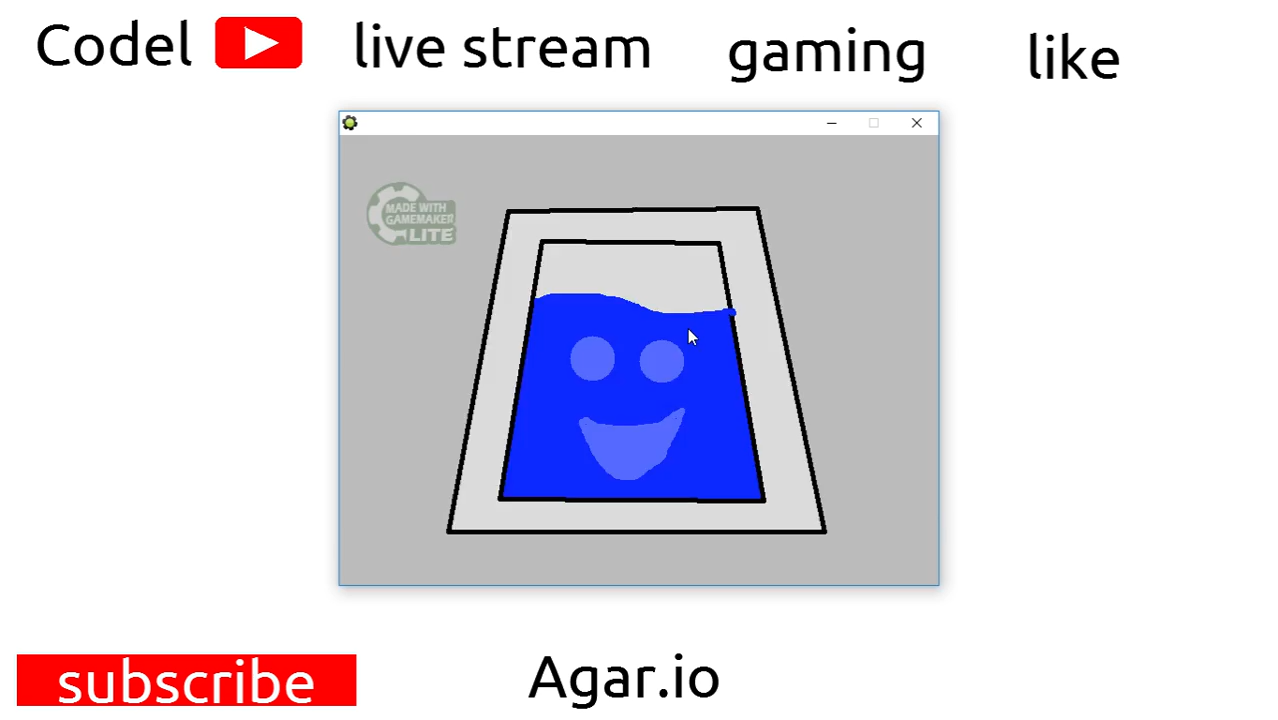 Codel live stream gaming like
MADE WITH
GAMEMAKER
LITE
subscribe Agar.io